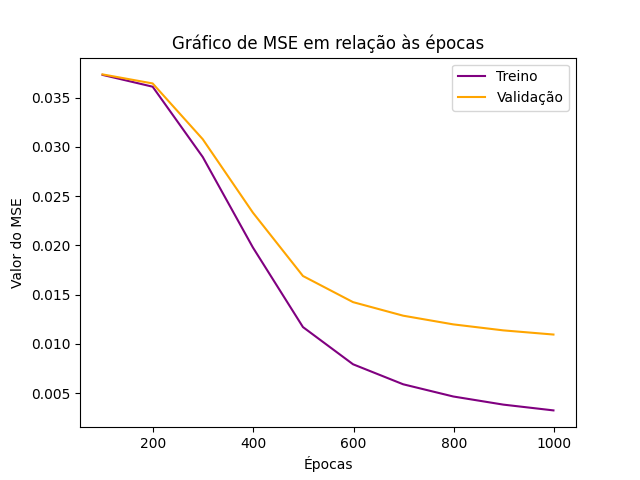 Gráfico de MSE em relação às épocas
Treino
Validação
Valor do MSE
0.035
0.030
0.025
0.020
0.015
0.010
0.005
200
400
600
800
1000
Épocas